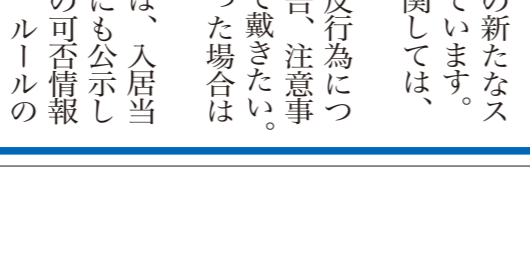 の新たなス
ています。
関しては、
反行為につ
告、注意事
て戴きたい。
った場合は
は、入居当
にも公示し
の可否情報
ルールの